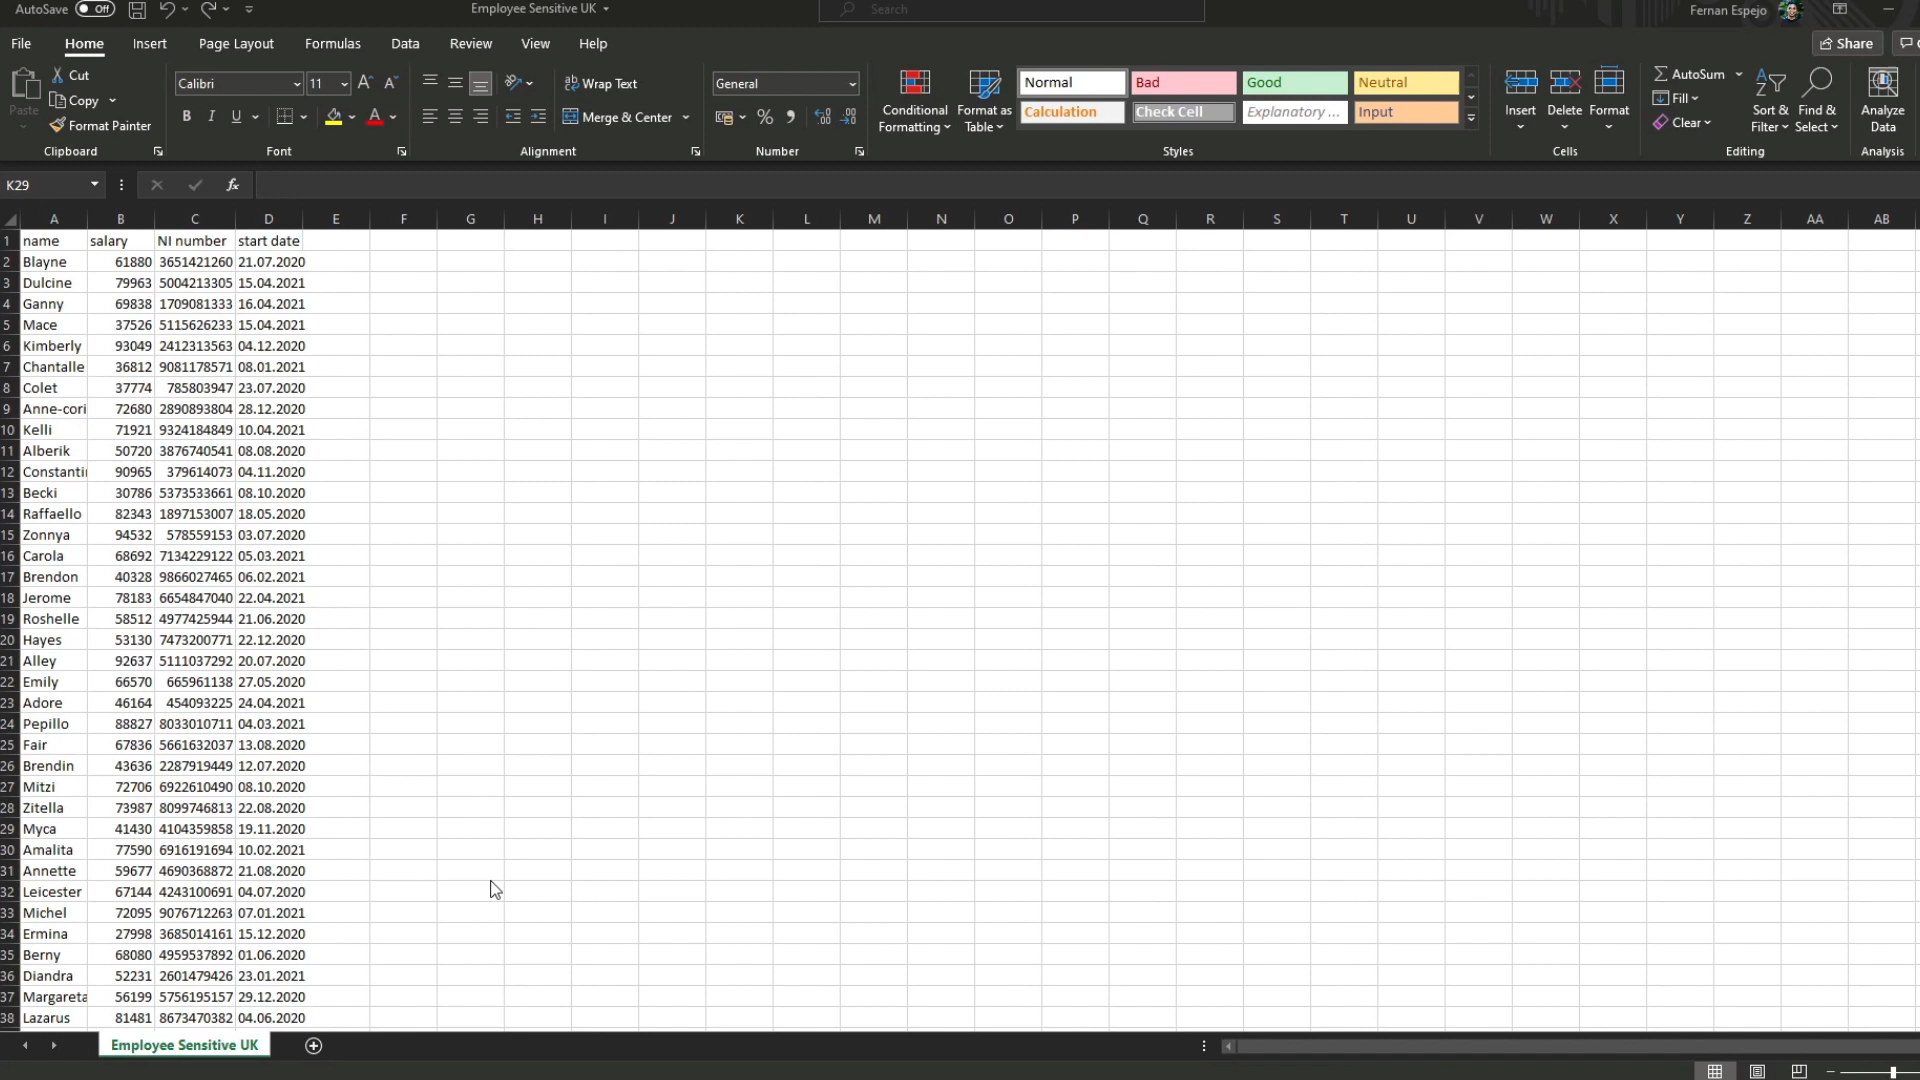 AutoSave Off Employee Sensitive UK Search Fernan Espejo
File Home Insert Page Layout Formulas Data Review View Help Share
Paste Cut Copy Format Painter Clipboard
Calibri 11 B I U Font
Wrap Text Merge & Center Alignment
General Number
Conditional Formatting Format as Table
Normal Bad Good Neutral
Calculation Check Cell Explanatory ... Input
Styles
Insert Delete Format Cells
AutoSum Fill Clear Sort & Filter Find & Select Editing
Analyze Data Analysis
K29 fx
A B C D E F G H I J K L M N O P Q R S T U V W X Y Z AA AB
1 name salary NI number start date
2 Blayne 61880 3651421260 21.07.2020
3 Dulcine 79963 5004213305 15.04.2021
4 Ganny 69838 1709081333 16.04.2021
5 Mace 37526 5115626233 15.04.2021
6 Kimberly 93049 2412313563 04.12.2020
7 Chantalle 36812 9081178571 08.01.2021
8 Colet 37774 785803947 23.07.2020
9 Anne-cori 72680 2890893804 28.12.2020
10 Kelli 71921 9324184849 10.04.2021
11 Alberik 50720 3876740541 08.08.2020
12 Constanti 90965 379614073 04.11.2020
13 Becki 30786 5373533661 08.10.2020
14 Raffaello 82343 1897153007 18.05.2020
15 Zonnya 94532 578559153 03.07.2020
16 Carola 68692 7134229122 05.03.2021
17 Brendon 40328 9866027465 06.02.2021
18 Jerome 78183 6654847040 22.04.2021
19 Roshelle 58512 4977425944 21.06.2020
20 Hayes 53130 7473200771 22.12.2020
21 Alley 92637 5111037292 20.07.2020
22 Emily 66570 665961138 27.05.2020
23 Adore 46164 454093225 24.04.2021
24 Pepillo 88827 8033010711 04.03.2021
25 Fair 67836 5661632037 13.08.2020
26 Brendin 43636 2287919449 12.07.2020
27 Mitzi 72706 6922610490 08.10.2020
28 Zitella 73987 8099746813 22.08.2020
29 Myca 41430 4104359858 19.11.2020
30 Amalita 77590 6916191694 10.02.2021
31 Annette 59677 4690368872 21.08.2020
32 Leicester 67144 4243100691 04.07.2020
33 Michel 72095 9076712263 07.01.2021
34 Ermina 27998 3685014161 15.12.2020
35 Berny 68080 4959537892 01.06.2020
36 Diandra 52231 2601479426 23.01.2021
37 Margareta 56199 5756195157 29.12.2020
38 Lazarus 81481 8673470382 04.06.2020
Employee Sensitive UK